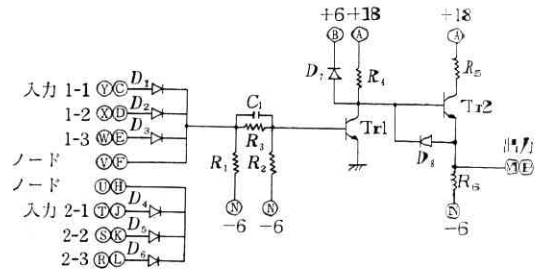 +6 +18 +18
Ⓑ Ⓐ Ⓐ
D₇ R₄ R₅
入力 1-1 ⓎⒸ D₁
1-2 ⓍⒹ D₂
1-3 ⓌⒺ D₃
ノード ⓋⒻ
ノード ⓊⒽ
入力 2-1 ⓉⒿ D₄
2-2 ⓈⓀ D₅
2-3 ⓇⓁ D₆
C₁
R₃
R₁ R₂
Ⓝ Ⓝ
-6 -6
Tr1
Tr2
D₈
出力
R₆
Ⓝ
-6